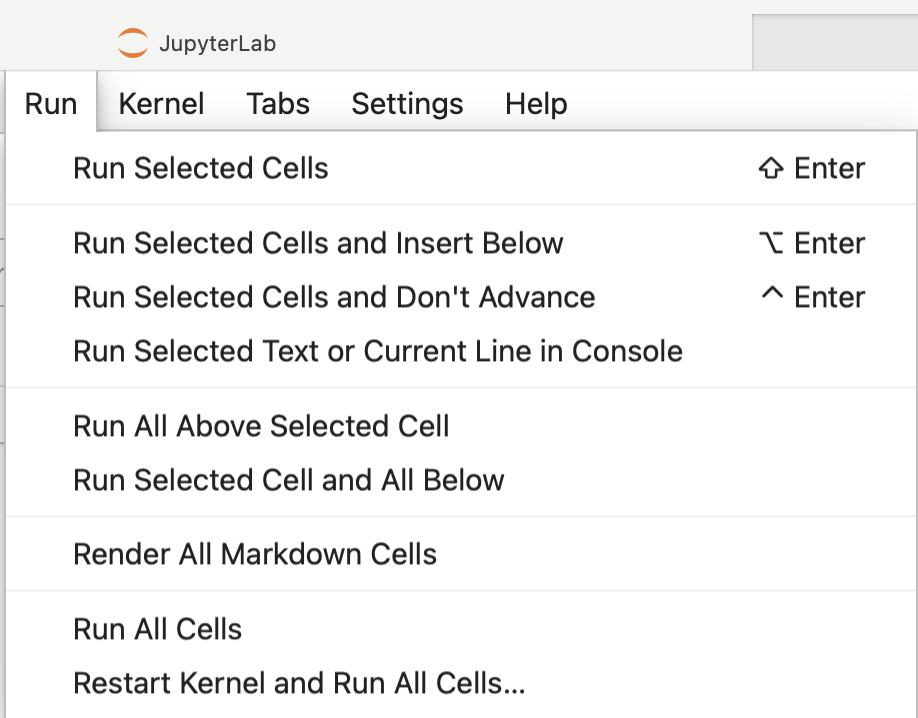 JupyterLab
Run Kernel Tabs Settings Help
Run Selected Cells ⇧ Enter
Run Selected Cells and Insert Below ⌥ Enter
Run Selected Cells and Don't Advance ^ Enter
Run Selected Text or Current Line in Console
Run All Above Selected Cell
Run Selected Cell and All Below
Render All Markdown Cells
Run All Cells
Restart Kernel and Run All Cells...